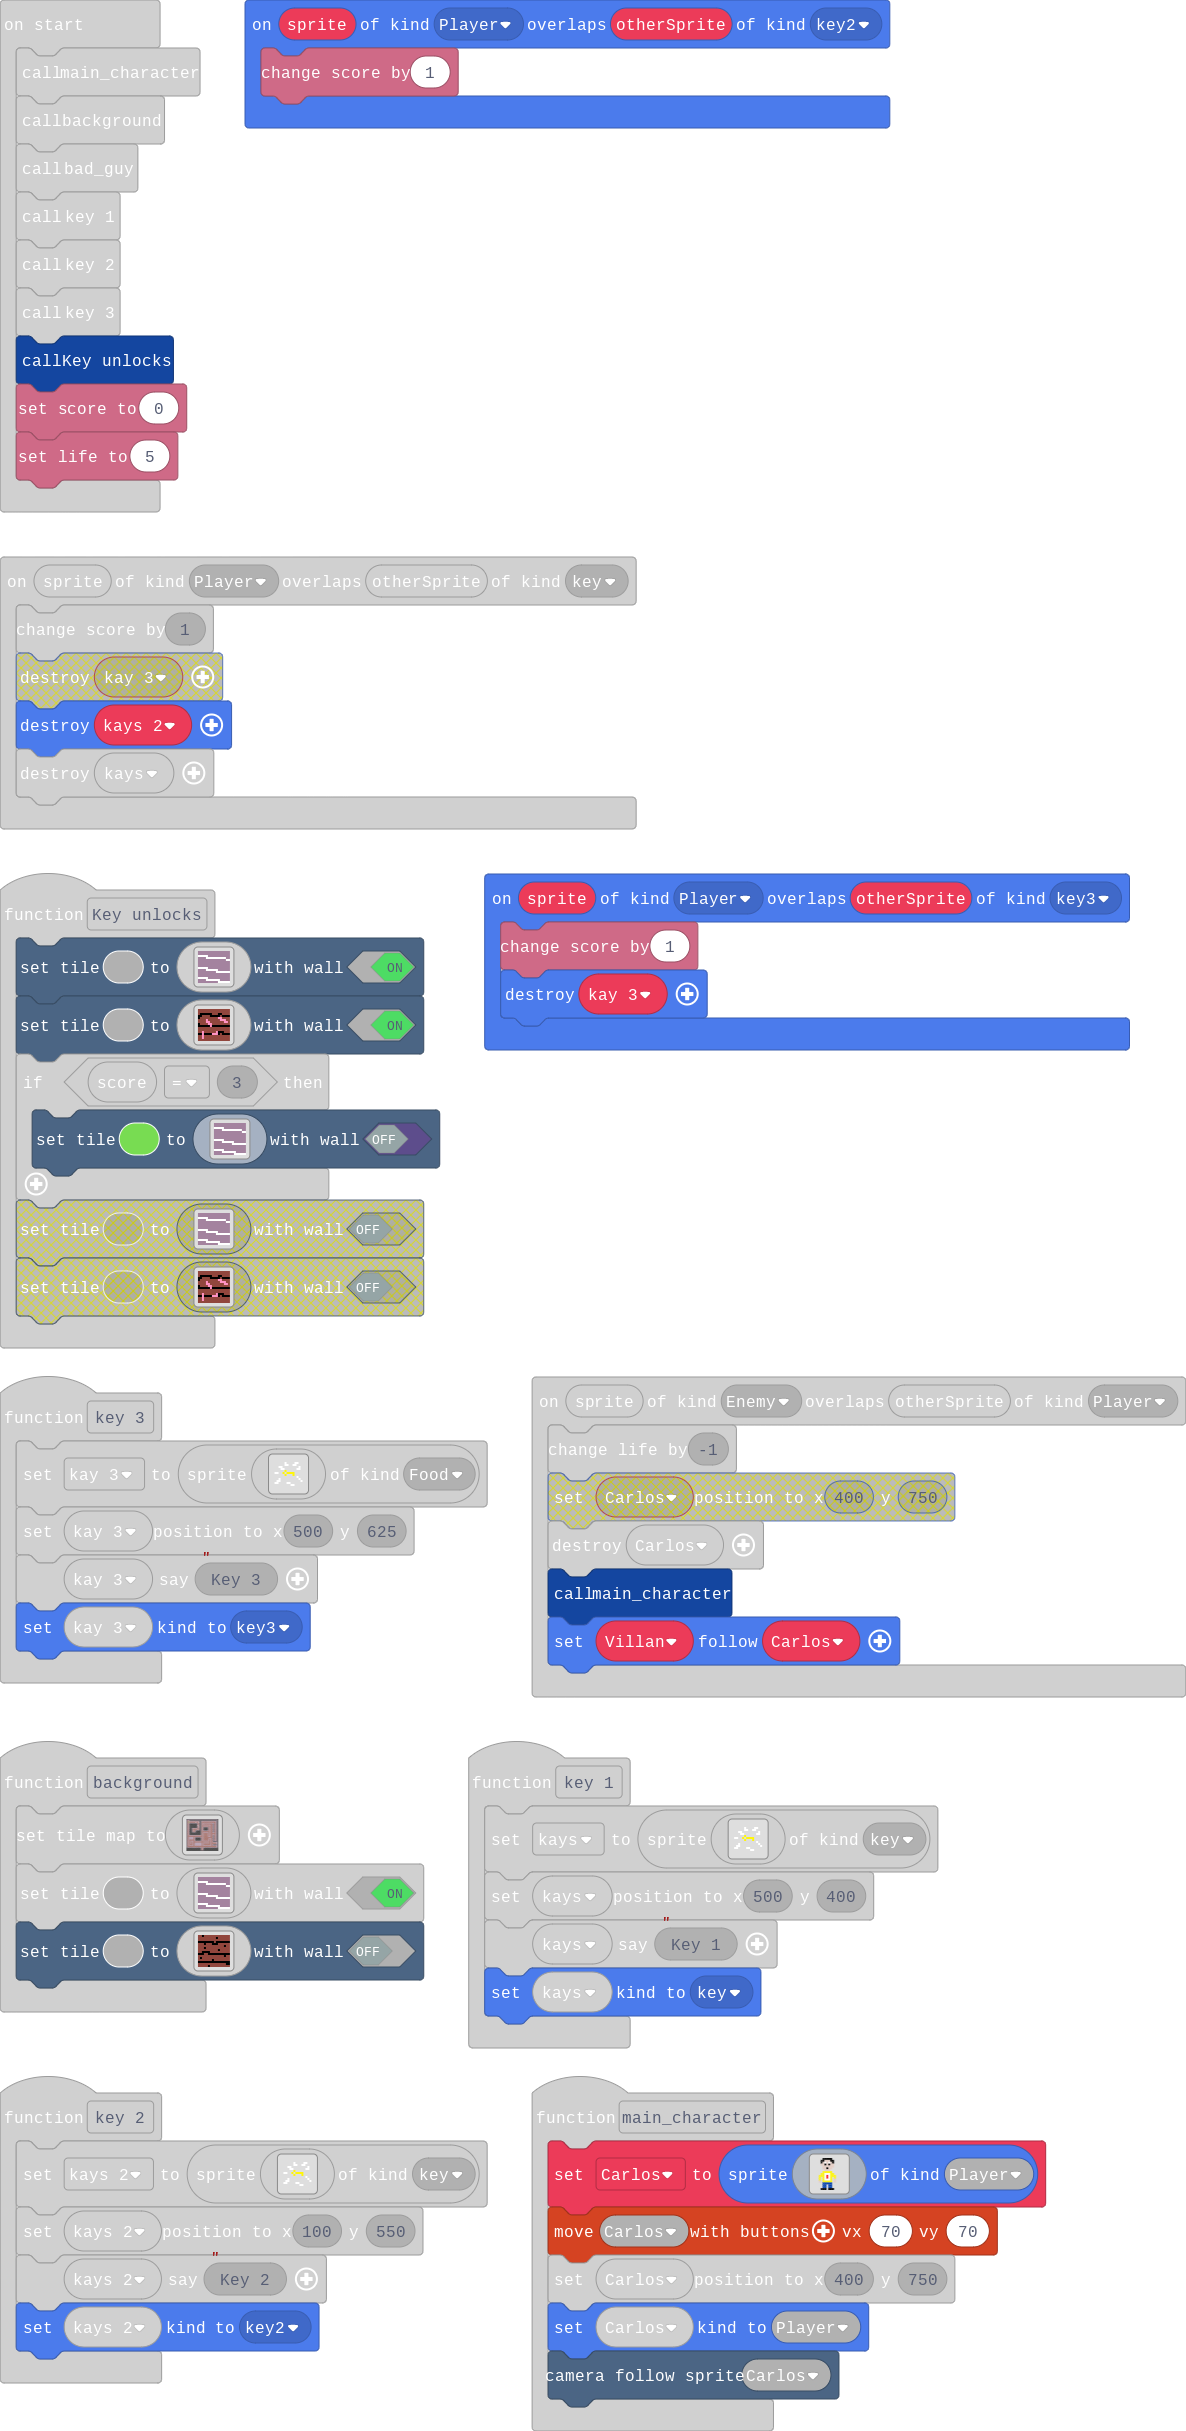 on start
call main_character
call background
call bad_guy
call key 1
call key 2
call key 3
call Key unlocks
set score to 0
set life to 5
on sprite of kind Player overlaps otherSprite of kind key2
change score by 1
on sprite of kind Player overlaps otherSprite of kind key
change score by 1
destroy kay 3
destroy kays 2
destroy kays
function Key unlocks
set tile to with wall ON
set tile to with wall ON
if score = 3 then
set tile to with wall OFF
set tile to with wall OFF
set tile to with wall OFF
on sprite of kind Player overlaps otherSprite of kind key3
change score by 1
destroy kay 3
function key 3
set kay 3 to sprite of kind Food
set kay 3 position to x 500 y 625
"
kay 3 say Key 3
set kay 3 kind to key3
on sprite of kind Enemy overlaps otherSprite of kind Player
change life by -1
set Carlos position to x 400 y 750
destroy Carlos
call main_character
set Villan follow Carlos
function background
set tile map to
set tile to with wall ON
set tile to with wall OFF
function key 1
set kays to sprite of kind key
set kays position to x 500 y 400
"
kays say Key 1
set kays kind to key
function key 2
set kays 2 to sprite of kind key
set kays 2 position to x 100 y 550
"
kays 2 say Key 2
set kays 2 kind to key2
function main_character
set Carlos to sprite of kind Player
move Carlos with buttons vx 70 vy 70
set Carlos position to x 400 y 750
set Carlos kind to Player
camera follow sprite Carlos